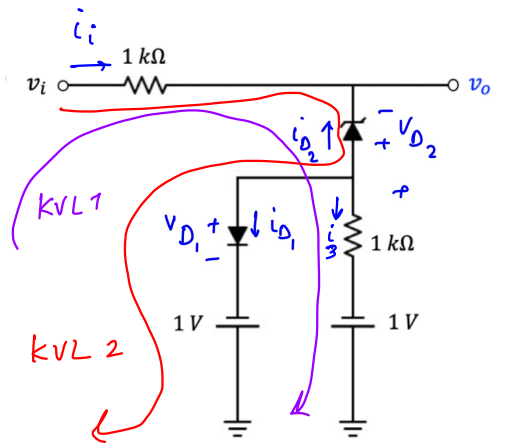 i_i
1 kΩ
v_i
v_o
i_D2
- V_D2
+
KVL 1
+
V_D1 +
-
i_D1
i_3
1 kΩ
1 V
1 V
KVL 2